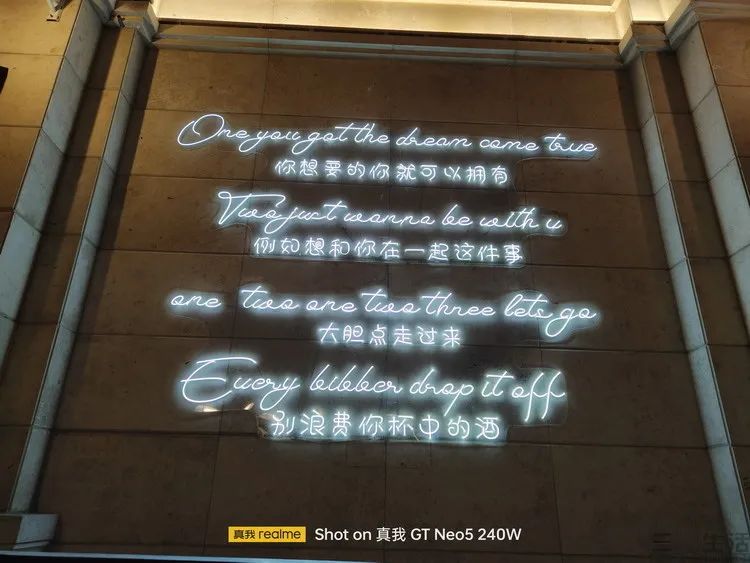 One you got the dream come true
你想要的你就可以拥有
Two just wanna be with u
例如想和你在一起这件事
one two one two three lets go
大胆点走过来
Every bibber drop it off
别浪费你杯中的酒
真我 realme Shot on 真我 GT Neo5 240W